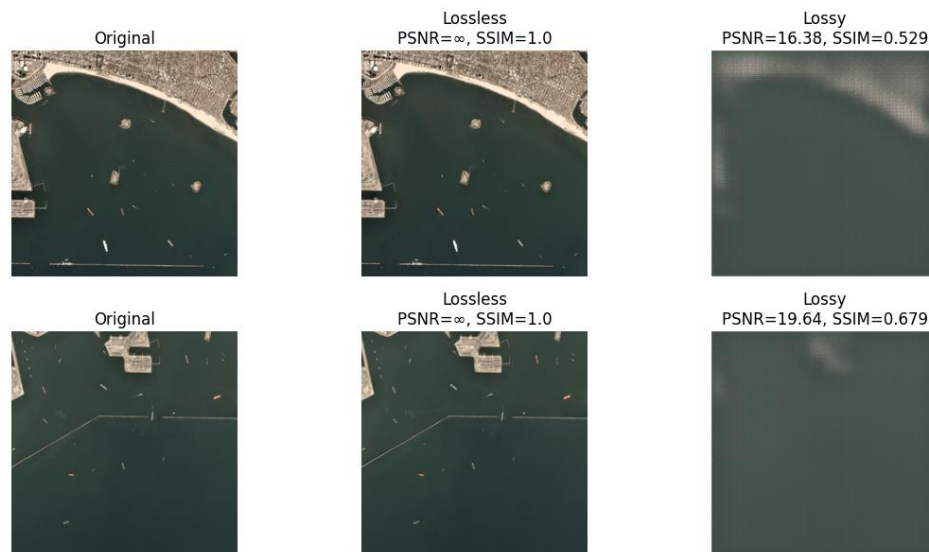 Original
Lossless
PSNR=∞, SSIM=1.0
Lossy
PSNR=16.38, SSIM=0.529
Original
Lossless
PSNR=∞, SSIM=1.0
Lossy
PSNR=19.64, SSIM=0.679